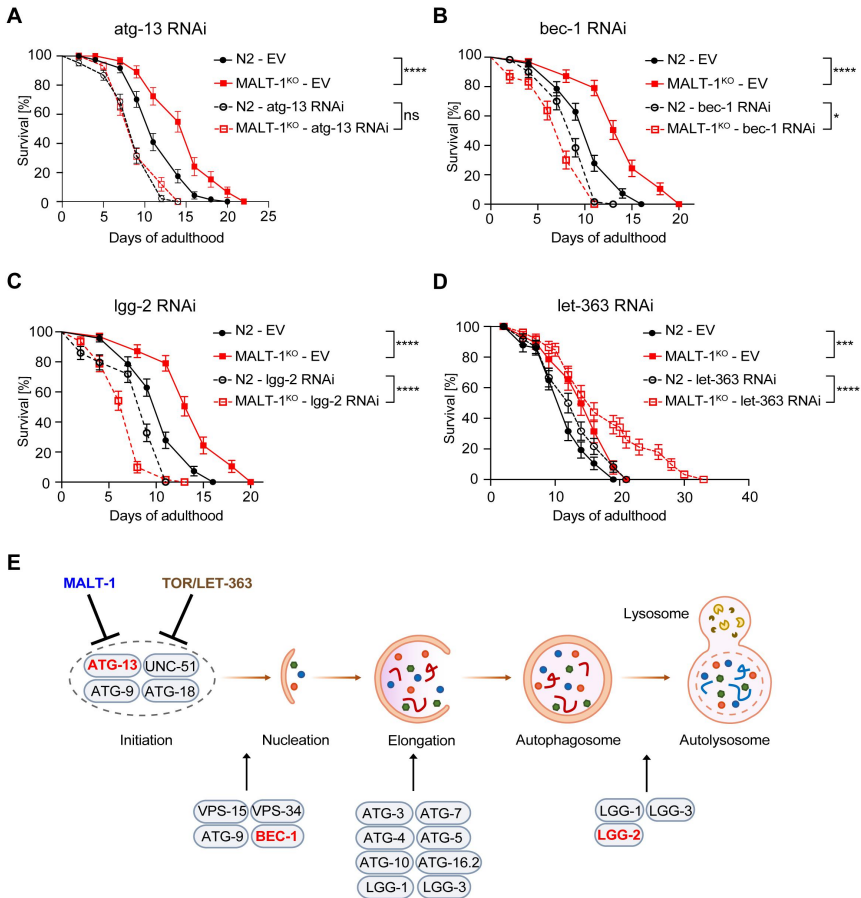 A
atg-13 RNAi
Survival [%]
100
80
60
40
20
0
0 5 10 15 20 25
Days of adulthood
N2 - EV
MALT-1KO - EV
N2 - atg-13 RNAi
MALT-1KO - atg-13 RNAi
****
ns
B
bec-1 RNAi
Survival [%]
100
80
60
40
20
0
0 5 10 15 20
Days of adulthood
N2 - EV
MALT-1KO - EV
N2 - bec-1 RNAi
MALT-1KO - bec-1 RNAi
****
*
C
lgg-2 RNAi
Survival [%]
100
80
60
40
20
0
0 5 10 15 20
Days of adulthood
N2 - EV
MALT-1KO - EV
N2 - lgg-2 RNAi
MALT-1KO - lgg-2 RNAi
****
****
D
let-363 RNAi
Survival [%]
100
80
60
40
20
0
0 10 20 30 40
Days of adulthood
N2 - EV
MALT-1KO - EV
N2 - let-363 RNAi
MALT-1KO - let-363 RNAi
***
****
E
MALT-1 TOR/LET-363
ATG-13 UNC-51
ATG-9 ATG-18
Lysosome
Initiation Nucleation Elongation Autophagosome Autolysosome
VPS-15 VPS-34
ATG-9 BEC-1
ATG-3 ATG-7
ATG-4 ATG-5
ATG-10 ATG-16.2
LGG-1 LGG-3
LGG-1 LGG-3
LGG-2